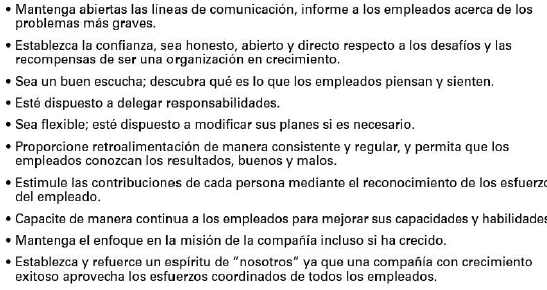 • Mantenga abiertas las líneas de comunicación, informe a los empleados acerca de los
problemas más graves.
• Establezca la confianza, sea honesto, abierto y directo respecto a los desafíos y las
recompensas de ser una organización en crecimiento.
• Sea un buen escucha; descubra qué es lo que los empleados piensan y sienten.
• Esté dispuesto a delegar responsabilidades.
• Sea flexible; esté dispuesto a modificar sus planes si es necesario.
• Proporcione retroalimentación de manera consistente y regular, y permita que los
empleados conozcan los resultados, buenos y malos.
• Estimule las contribuciones de cada persona mediante el reconocimiento de los esfuerzo
del empleado.
• Capacite de manera continua a los empleados para mejorar sus capacidades y habilidade
• Mantenga el enfoque en la misión de la compañía incluso si ha crecido.
• Establezca y refuerce un espíritu de "nosotros" ya que una compañía con crecimiento
exitoso aprovecha los esfuerzos coordinados de todos los empleados.